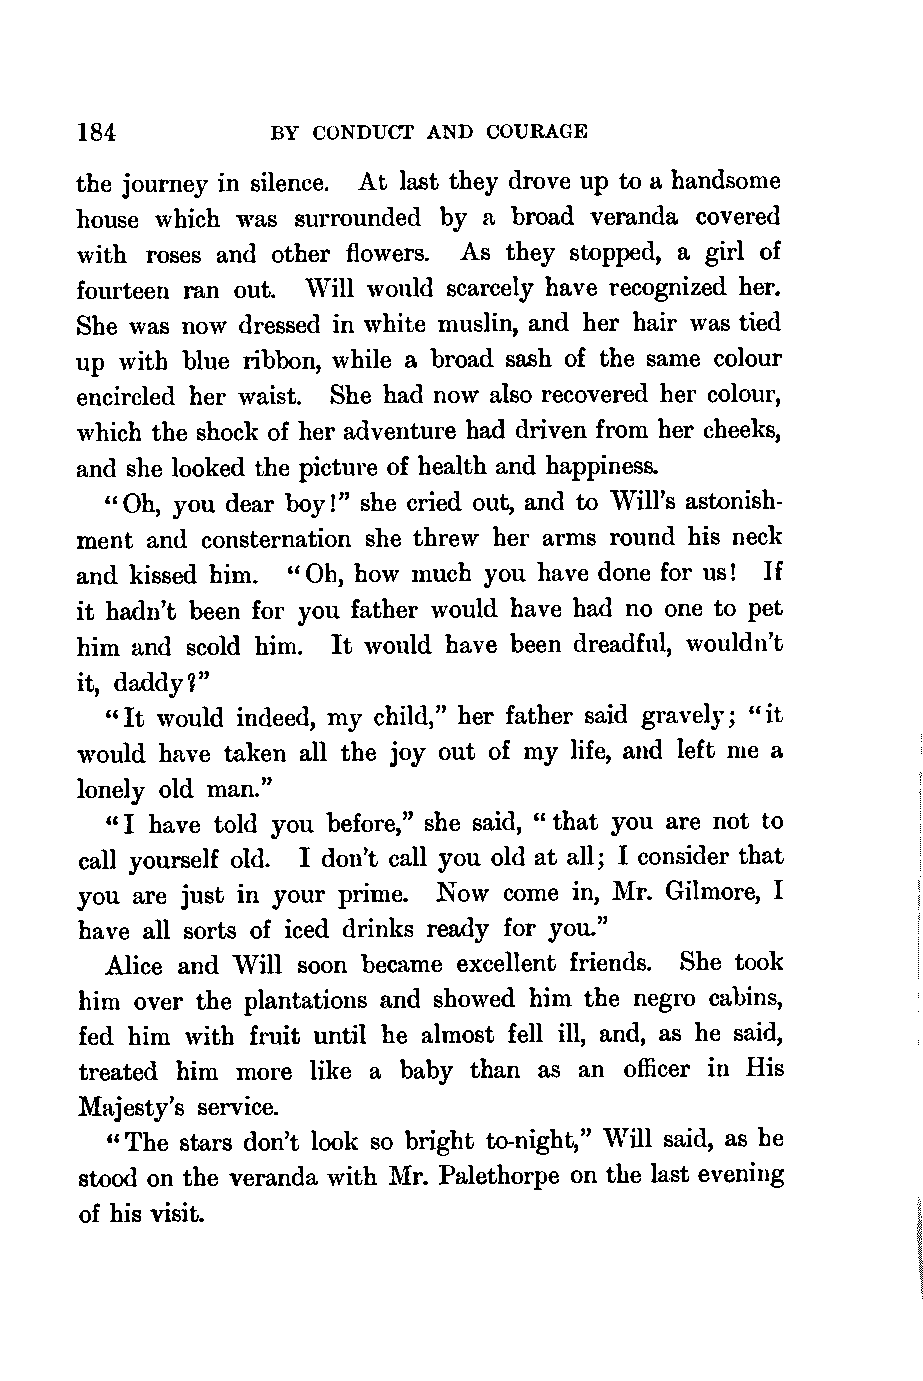 184 BY CONDUCT AND COURAGE
the journey in silence. At last they drove up to a handsome
house which was surrounded by a broad veranda covered
with roses and other flowers. As they stopped, a girl of
fourteen ran out. Will would scarcely have recognized her.
She was now dressed in white muslin, and her hair was tied
up with blue ribbon, while a broad sash of the same colour
encircled her waist. She had now also recovered her colour,
which the shock of her adventure had driven from her cheeks,
and she looked the picture of health and happiness.
"Oh, you dear boy!" she cried out, and to Will's astonish-
ment and consternation she threw her arms round his neck
and kissed him. "Oh, how much you have done for us! If
it hadn't been for you father would have had no one to pet
him and scold him. It would have been dreadful, wouldn't
it, daddy?"
"It would indeed, my child," her father said gravely; "it
would have taken all the joy out of my life, and left me a
lonely old man."
"I have told you before," she said, "that you are not to
call yourself old. I don't call you old at all; I consider that
you are just in your prime. Now come in, Mr. Gilmore, I
have all sorts of iced drinks ready for you."
Alice and Will soon became excellent friends. She took
him over the plantations and showed him the negro cabins,
fed him with fruit until he almost fell ill, and, as he said,
treated him more like a baby than as an officer in His
Majesty's service.
"The stars don't look so bright to-night," Will said, as he
stood on the veranda with Mr. Palethorpe on the last evening
of his visit.